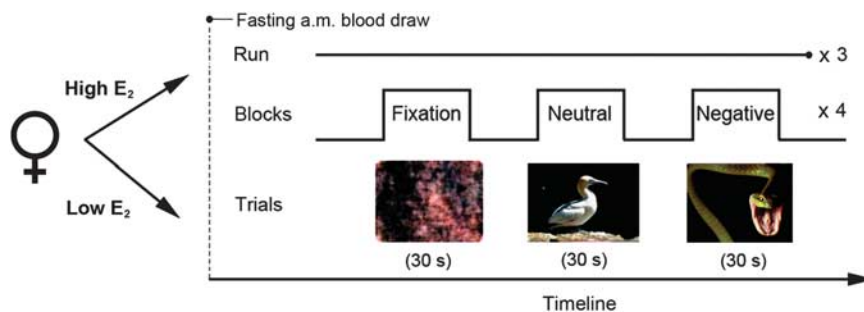 Fasting a.m. blood draw
Run
x 3
High E₂
Blocks
Fixation
Neutral
Negative
x 4
Low E₂
Trials
(30 s)
(30 s)
(30 s)
Timeline